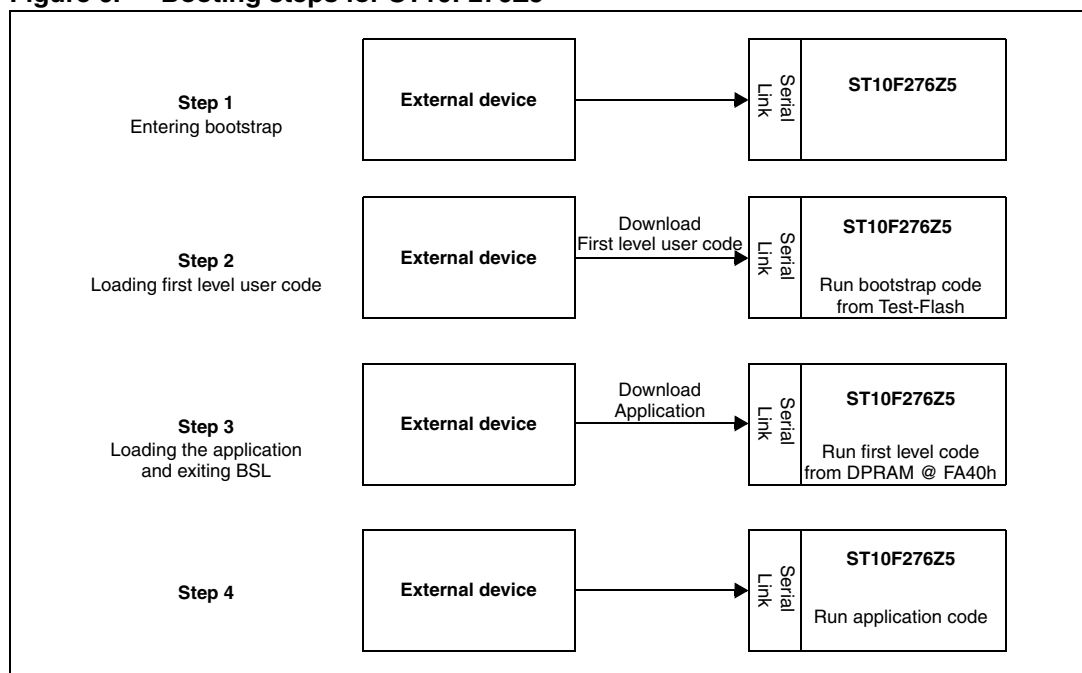 Step 1
Entering bootstrap
External device
Serial
Link
ST10F276Z5
Step 2
Loading first level user code
External device
Download
First level user code
Serial
Link
ST10F276Z5
Run bootstrap code
from Test-Flash
Step 3
Loading the application
and exiting BSL
External device
Download
Application
Serial
Link
ST10F276Z5
Run first level code
from DPRAM @ FA40h
Step 4
External device
Serial
Link
ST10F276Z5
Run application code